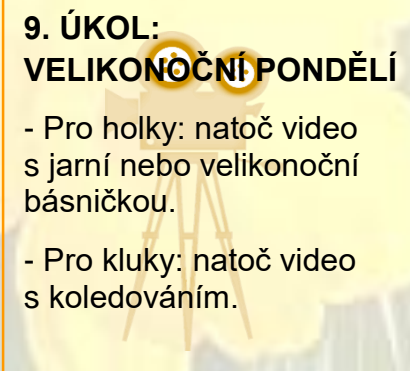 9. ÚKOL:
VELIKONOČNÍ PONDĚLÍ
- Pro holky: natoč video
s jarní nebo velikonoční
básničkou.
- Pro kluky: natoč video
s koledováním.